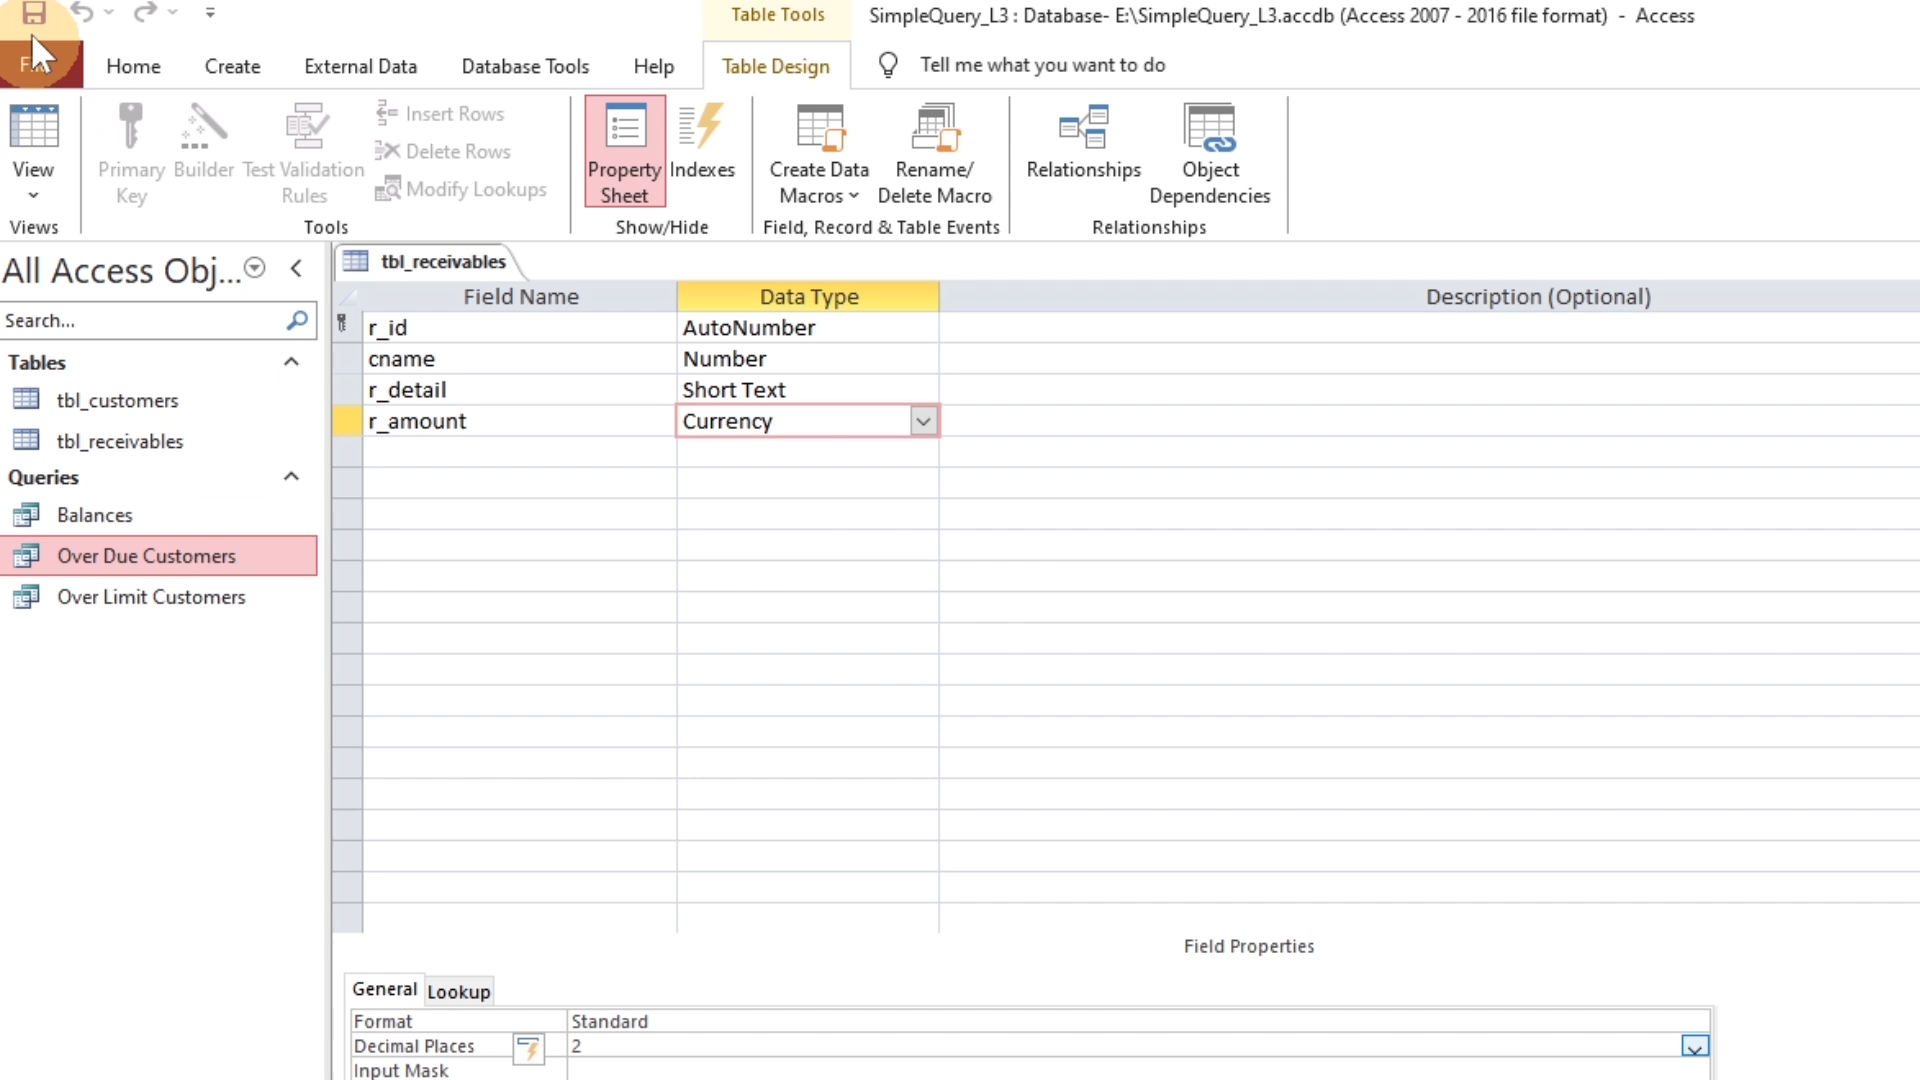 Table Tools
SimpleQuery_L3 : Database- E:\SimpleQuery_L3.accdb (Access 2007 - 2016 file format) - Access
Home
Create
External Data
Database Tools
Help
Table Design
Tell me what you want to do
View
Primary Key
Builder
Test Validation Rules
Insert Rows
Delete Rows
Modify Lookups
Property Sheet
Indexes
Create Data Macros
Rename/ Delete Macro
Relationships
Object Dependencies
Views
Tools
Show/Hide
Field, Record & Table Events
Relationships
All Access Obj...
Search...
Tables
tbl_customers
tbl_receivables
Queries
Balances
Over Due Customers
Over Limit Customers
tbl_receivables
Field Name Data Type Description (Optional)
r_id AutoNumber
cname Number
r_detail Short Text
r_amount Currency
Field Properties
General Lookup
Format Standard
Decimal Places 2
Input Mask